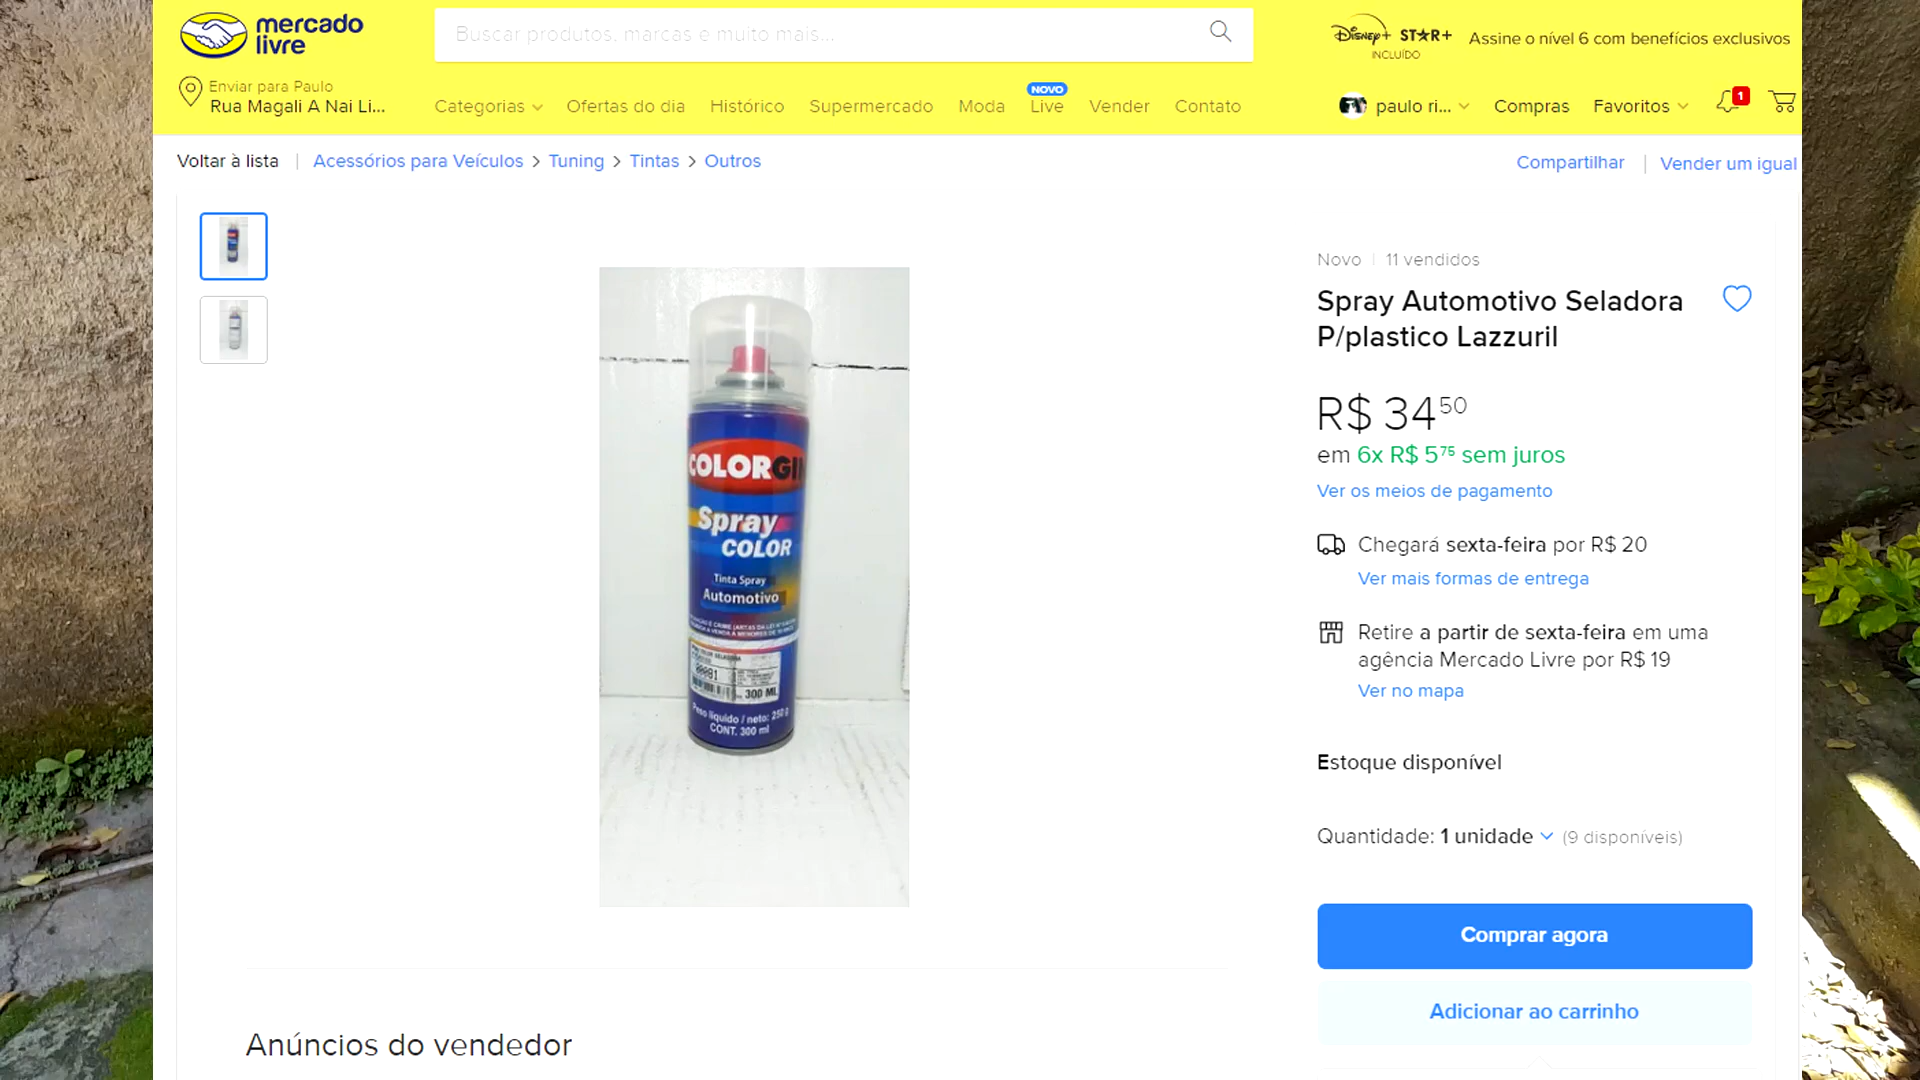 mercado
livre
Buscar produtos, marcas e muito mais...
Disney+ ST★R+
INCLUÍDO
Assine o nível 6 com benefícios exclusivos
Enviar para Paulo
Rua Magali A Nai Li...
Categorias
Ofertas do dia
Histórico
Supermercado
Moda
NOVO
Live
Vender
Contato
paulo ri...
Compras
Favoritos
1
Voltar à lista
Acessórios para Veículos > Tuning > Tintas > Outros
Compartilhar
Vender um igual
Novo | 11 vendidos
Spray Automotivo Seladora
P/plastico Lazzuril
R$ 34 50
em 6x R$ 5 75 sem juros
Ver os meios de pagamento
Chegará sexta-feira por R$ 20
Ver mais formas de entrega
Retire a partir de sexta-feira em uma
agência Mercado Livre por R$ 19
Ver no mapa
Estoque disponível
Quantidade: 1 unidade (9 disponíveis)
Comprar agora
Adicionar ao carrinho
COLORGIN
Spray
COLOR
Tinta Spray
Automotivo
300 ML
Peso líquido / neto: 250 g
CONT. 300 ml
Anúncios do vendedor